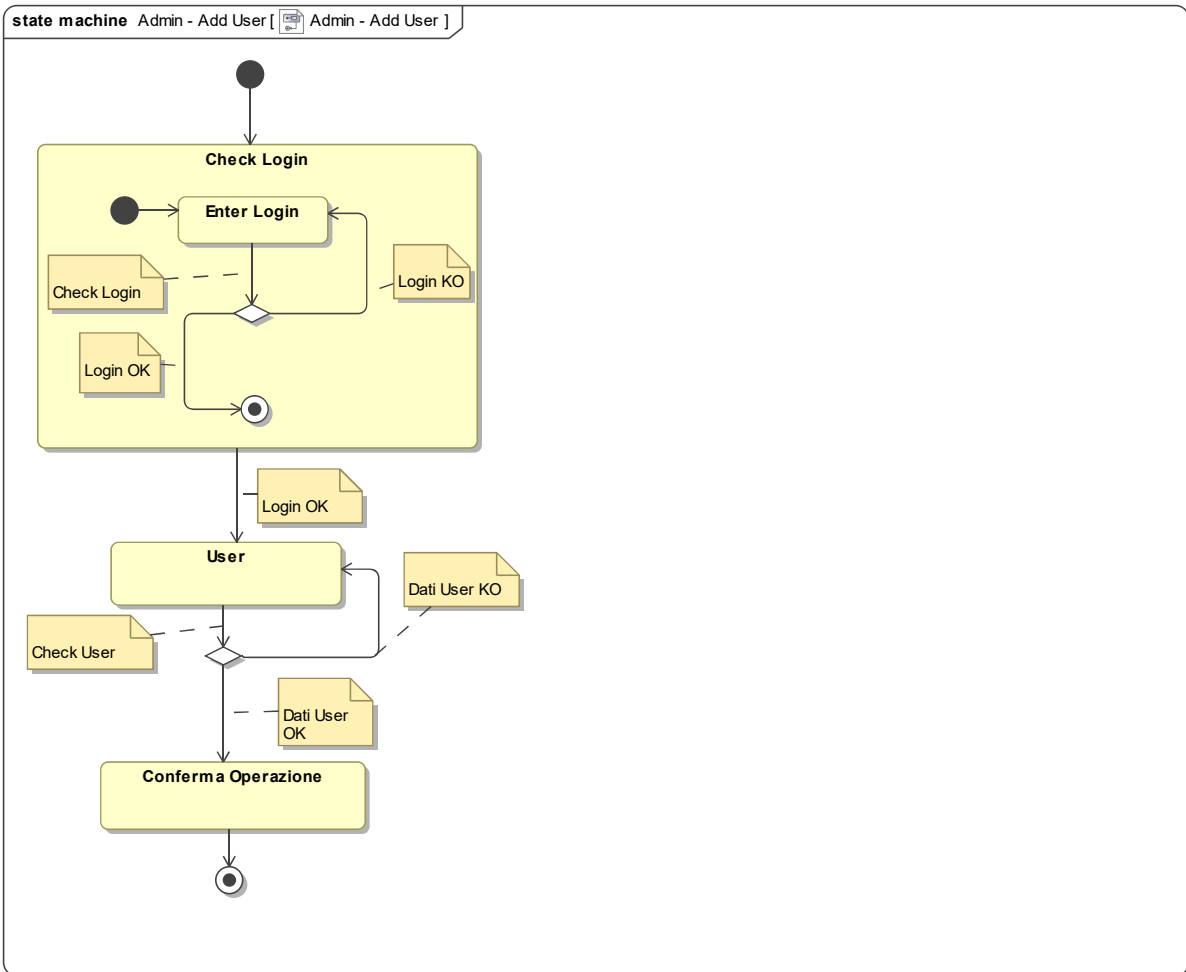 state machine Admin - Add User [ Admin - Add User ]
Check Login
Enter Login
Login KO
Check Login
Login OK
Login OK
User
Dati User KO
Check User
Dati User
OK
Conferma Operazione